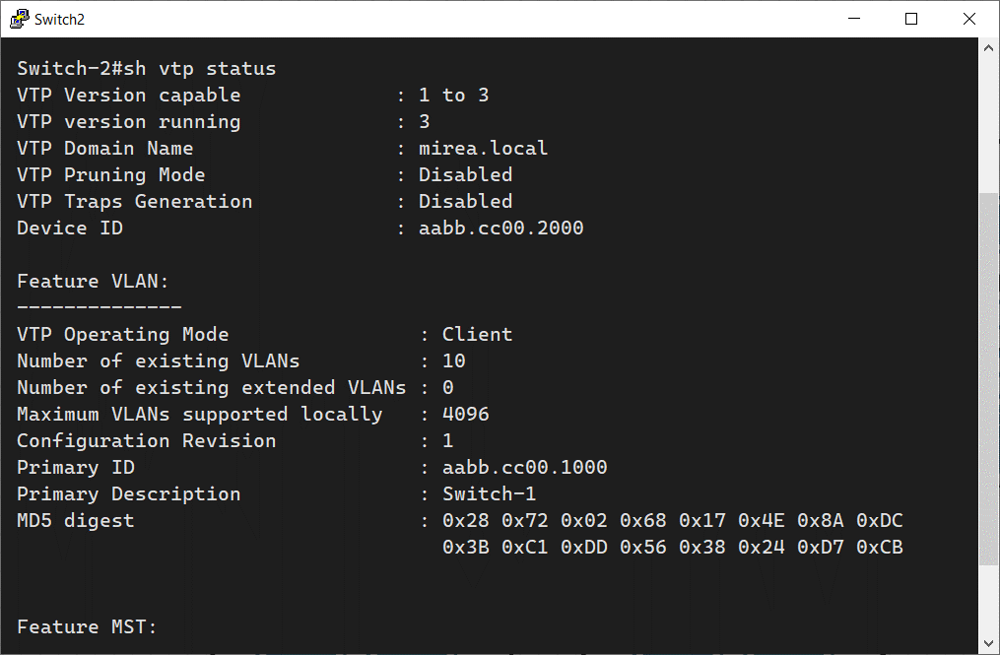 Switch2
Switch-2#sh vtp status
VTP Version capable : 1 to 3
VTP version running : 3
VTP Domain Name : mirea.local
VTP Pruning Mode : Disabled
VTP Traps Generation : Disabled
Device ID : aabb.cc00.2000
Feature VLAN:
--------------
VTP Operating Mode : Client
Number of existing VLANs : 10
Number of existing extended VLANs : 0
Maximum VLANs supported locally : 4096
Configuration Revision : 1
Primary ID : aabb.cc00.1000
Primary Description : Switch-1
MD5 digest : 0x28 0x72 0x02 0x68 0x17 0x4E 0x8A 0xDC
0x3B 0xC1 0xDD 0x56 0x38 0x24 0xD7 0xCB
Feature MST: